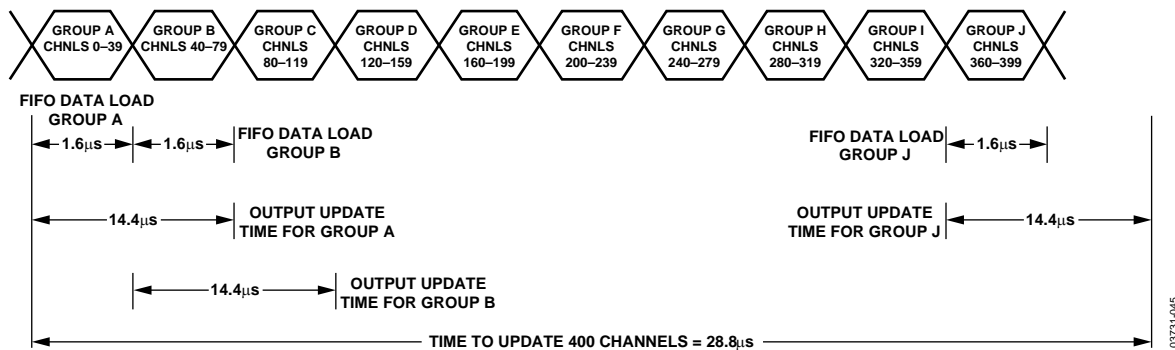 GROUP A
CHNLS 0–39
GROUP B
CHNLS 40–79
GROUP C
CHNLS
80–119
GROUP D
CHNLS
120–159
GROUP E
CHNLS
160–199
GROUP F
CHNLS
200–239
GROUP G
CHNLS
240–279
GROUP H
CHNLS
280–319
GROUP I
CHNLS
320–359
GROUP J
CHNLS
360–399
FIFO DATA LOAD
GROUP A
1.6µs
1.6µs
FIFO DATA LOAD
GROUP B
FIFO DATA LOAD
GROUP J
1.6µs
14.4µs
OUTPUT UPDATE
TIME FOR GROUP A
OUTPUT UPDATE
TIME FOR GROUP J
14.4µs
14.4µs
OUTPUT UPDATE
TIME FOR GROUP B
TIME TO UPDATE 400 CHANNELS = 28.8µs
03731-045